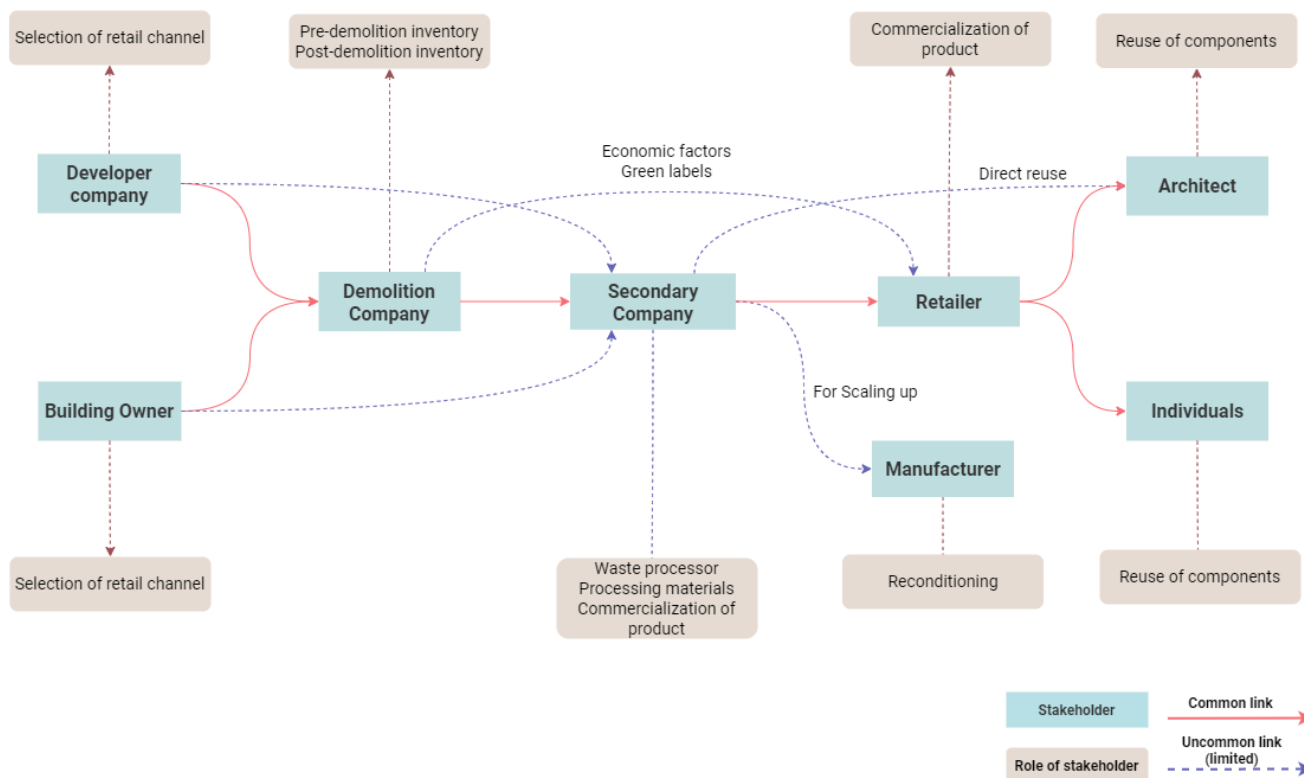 Selection of retail channel
Pre-demolition inventory
Post-demolition inventory
Commercialization of
product
Reuse of components
Developer
company
Economic factors
Green labels
Direct reuse
Architect
Demolition
Company
Secondary
Company
Retailer
Building Owner
For Scaling up
Individuals
Manufacturer
Selection of retail channel
Waste processor
Processing materials
Commercialization of
product
Reconditioning
Reuse of components
Stakeholder
Common link
Role of stakeholder
Uncommon link
(limited)